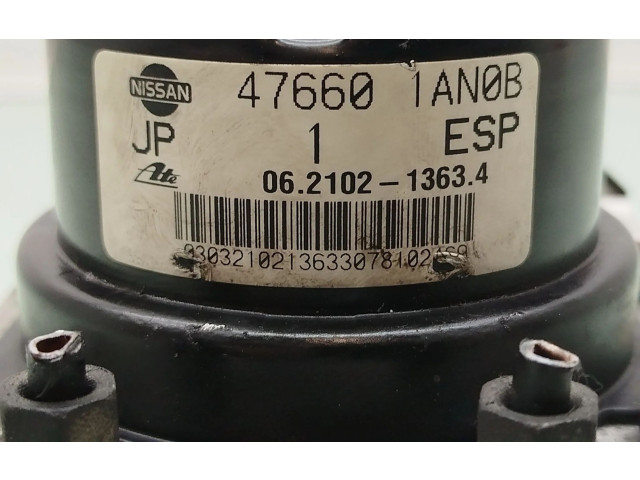 NISSAN 47660 1AN0B
JP 1 ESP
Ate 06.2102-1363.4